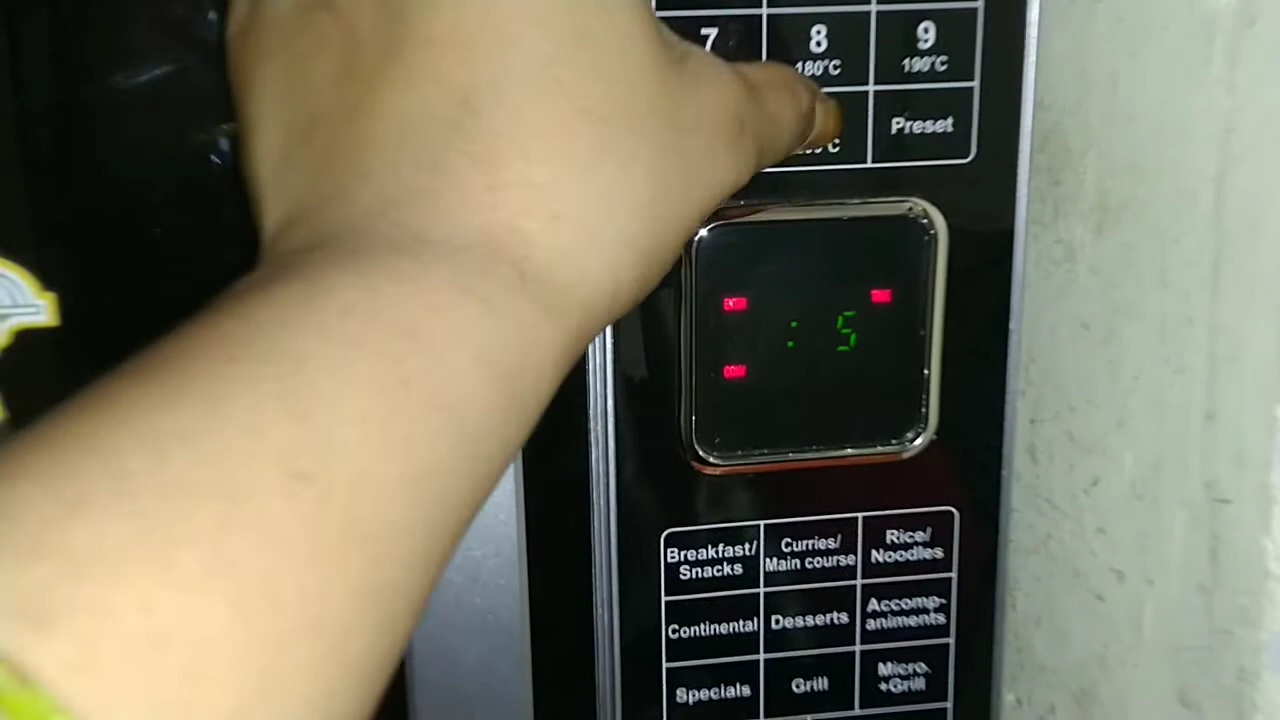 7
8
9
180°C
190°C
Preset
: 5
CONV
Breakfast/
Snacks
Curries/
Main course
Rice/
Noodles
Continental
Desserts
Accomp-
animents
Specials
Grill
Micro.
+Grill